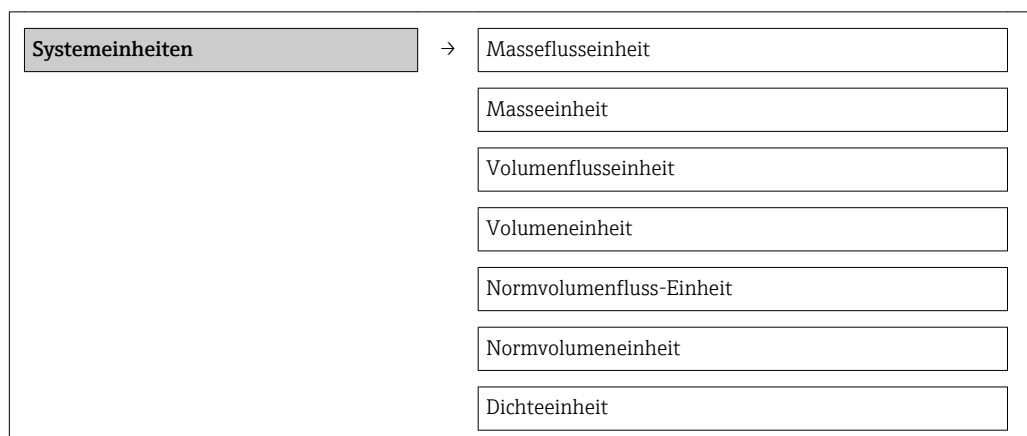 Systemeinheiten → Masseflusseinheit
Masseeinheit
Volumenflusseinheit
Volumeneinheit
Normvolumenfluss-Einheit
Normvolumeneinheit
Dichteeinheit